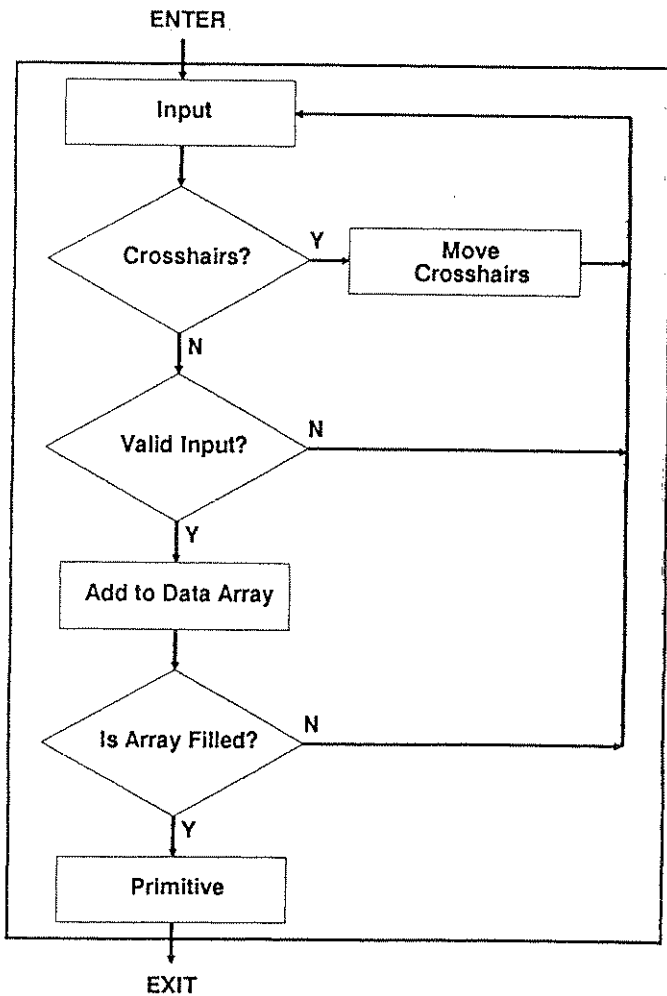 ENTER
Input
Crosshairs?
Y
Move
Crosshairs
N
Valid Input?
N
Y
Add to Data Array
Is Array Filled?
N
Y
Primitive
EXIT